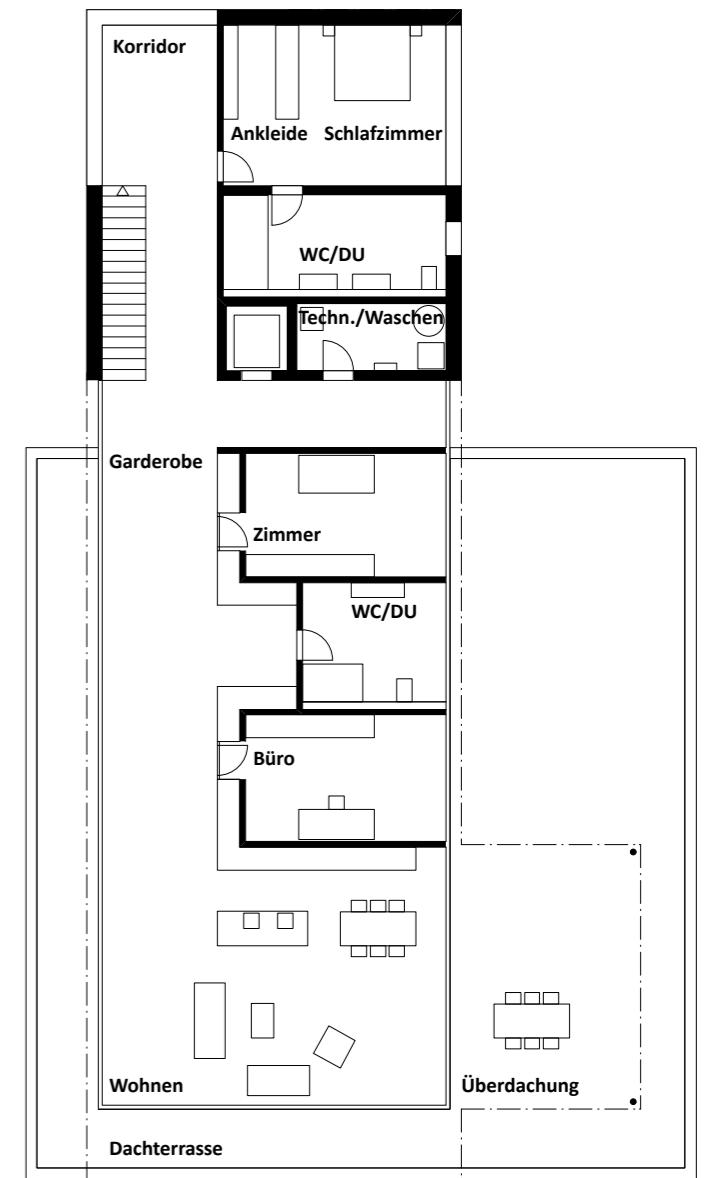 Korridor
Ankleide Schlafzimmer
WC/DU
Techn./Waschen
Garderobe
Zimmer
WC/DU
Büro
Wohnen
Überdachung
Dachterrasse